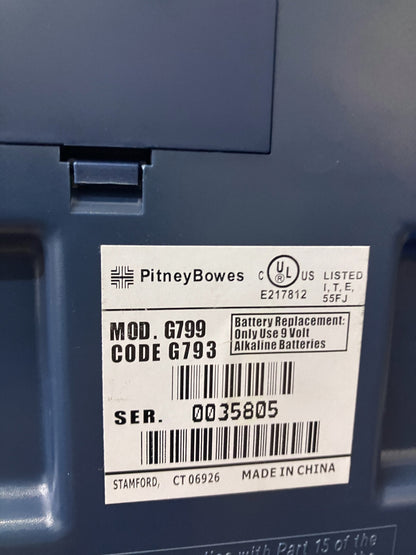 PitneyBowes
C UL ® US LISTED
I, T, E,
E217812 55FJ
MOD. G799
CODE G793
Battery Replacement:
Only Use 9 Volt
Alkaline Batteries
SER. 0035805
STAMFORD, CT 06926 MADE IN CHINA
with Part 15 of the